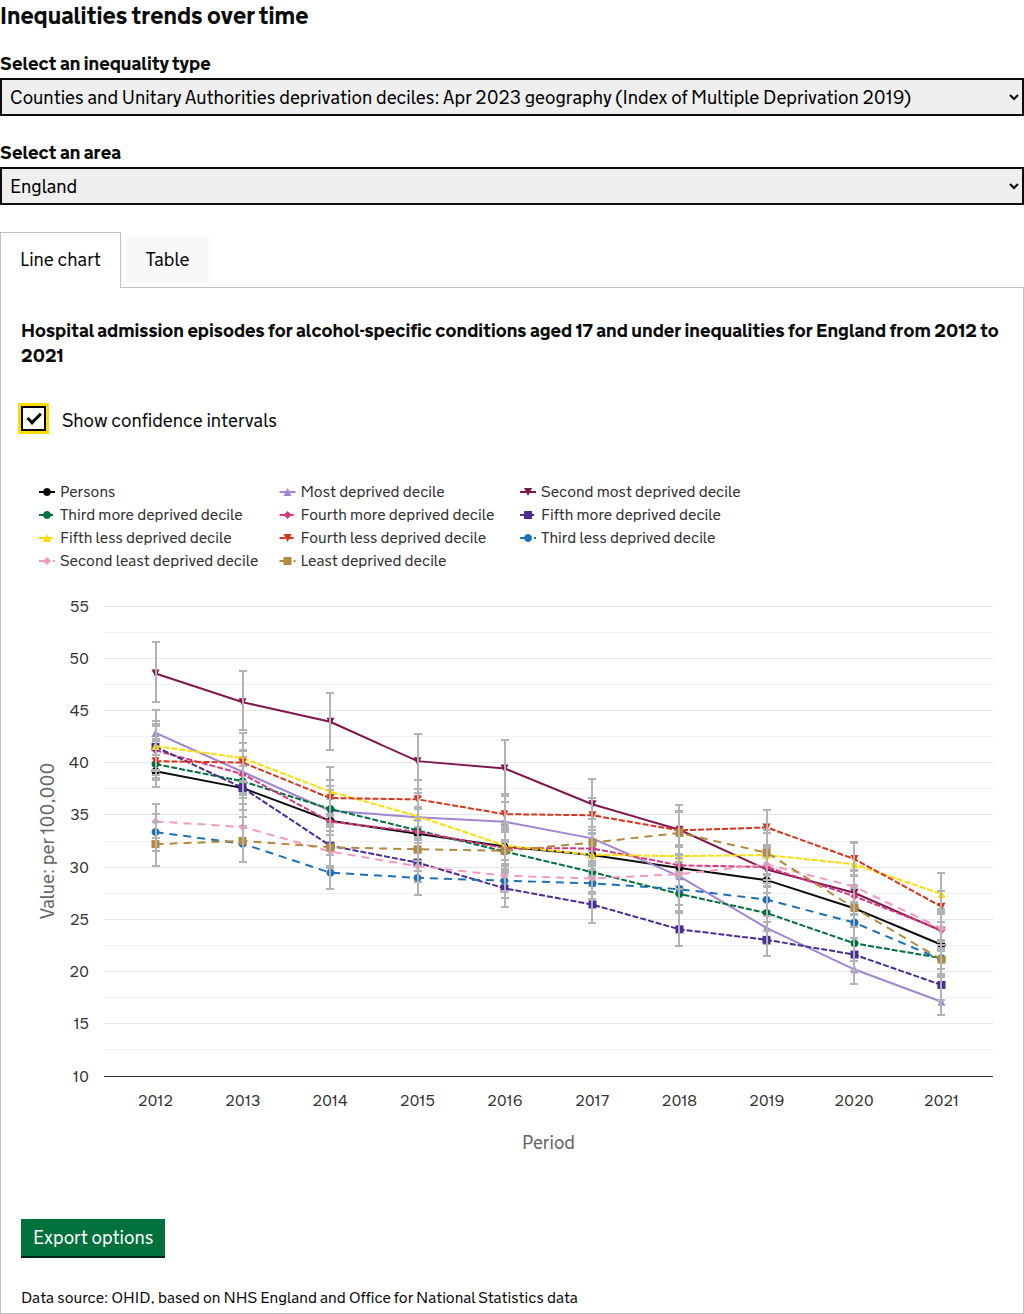 Inequalities trends over time
Select an inequality type
Counties and Unitary Authorities deprivation deciles: Apr 2023 geography (Index of Multiple Deprivation 2019)
Select an area
England
Line chart
Table
Hospital admission episodes for alcohol-specific conditions aged 17 and under inequalities for England from 2012 to
2021
Show confidence intervals
Persons
Most deprived decile
Second most deprived decile
Third more deprived decile
Fourth more deprived decile
Fifth more deprived decile
Fifth less deprived decile
Fourth less deprived decile
Third less deprived decile
Second least deprived decile
Least deprived decile
Value: per 100,000
55
50
45
40
35
30
25
20
15
10
2012
2013
2014
2015
2016
2017
2018
2019
2020
2021
Period
Export options
Data source: OHID, based on NHS England and Office for National Statistics data